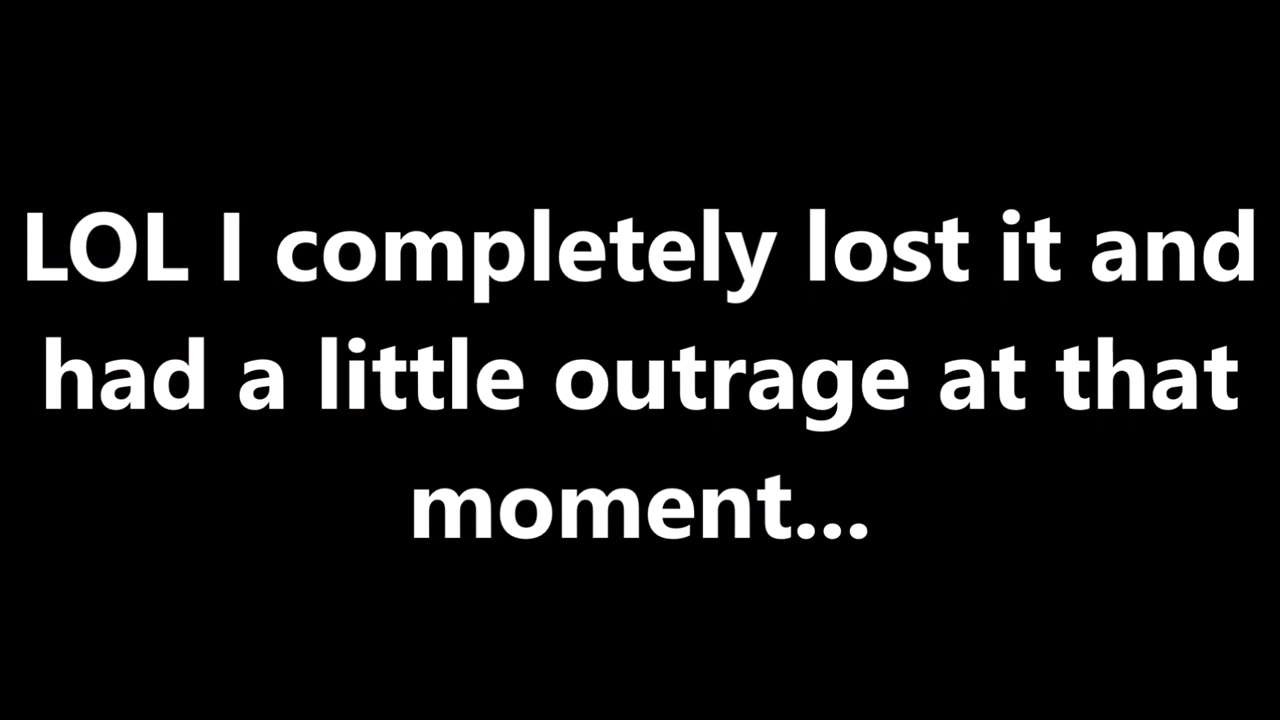 LOL I completely lost it and
had a little outrage at that
moment...